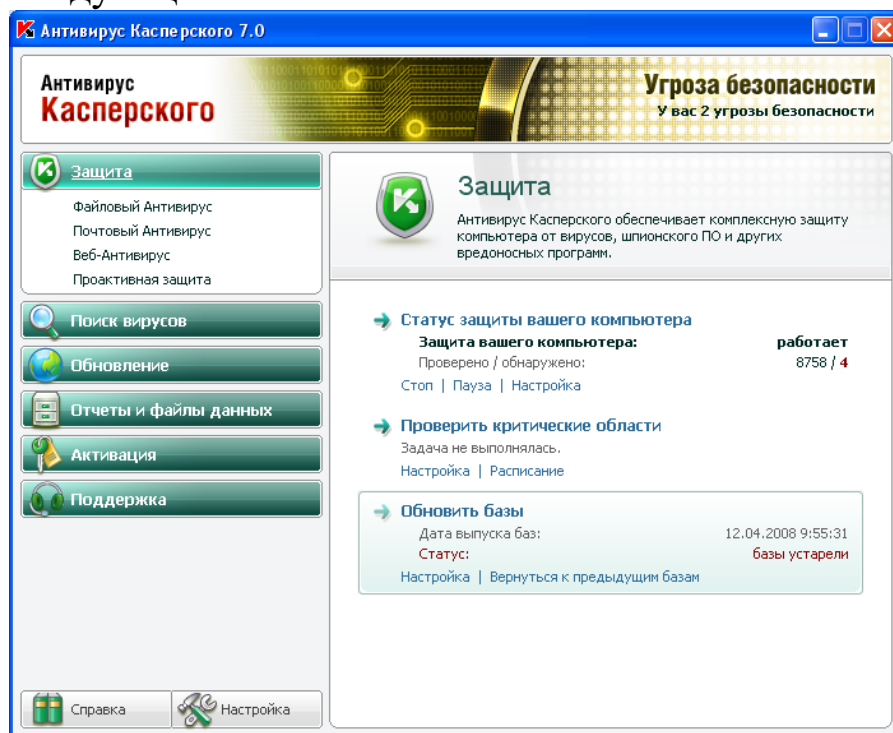 Антивирус Касперского 7.0
Антивирус
Касперского
Угроза безопасности
У вас 2 угрозы безопасности
Защита
Файловый Антивирус
Почтовый Антивирус
Веб-Антивирус
Проактивная защита
Поиск вирусов
Обновление
Отчеты и файлы данных
Активация
Поддержка
Справка
Настройка
Защита
Антивирус Касперского обеспечивает комплексную защиту
компьютера от вирусов, шпионского ПО и других
вредоносных программ.
Статус защиты вашего компьютера
Защита вашего компьютера: работает
Проверено / обнаружено: 8758 / 4
Стоп | Пауза | Настройка
Проверить критические области
Задача не выполнялась.
Настройка | Расписание
Обновить базы
Дата выпуска баз: 12.04.2008 9:55:31
Статус: базы устарели
Настройка | Вернуться к предыдущим базам